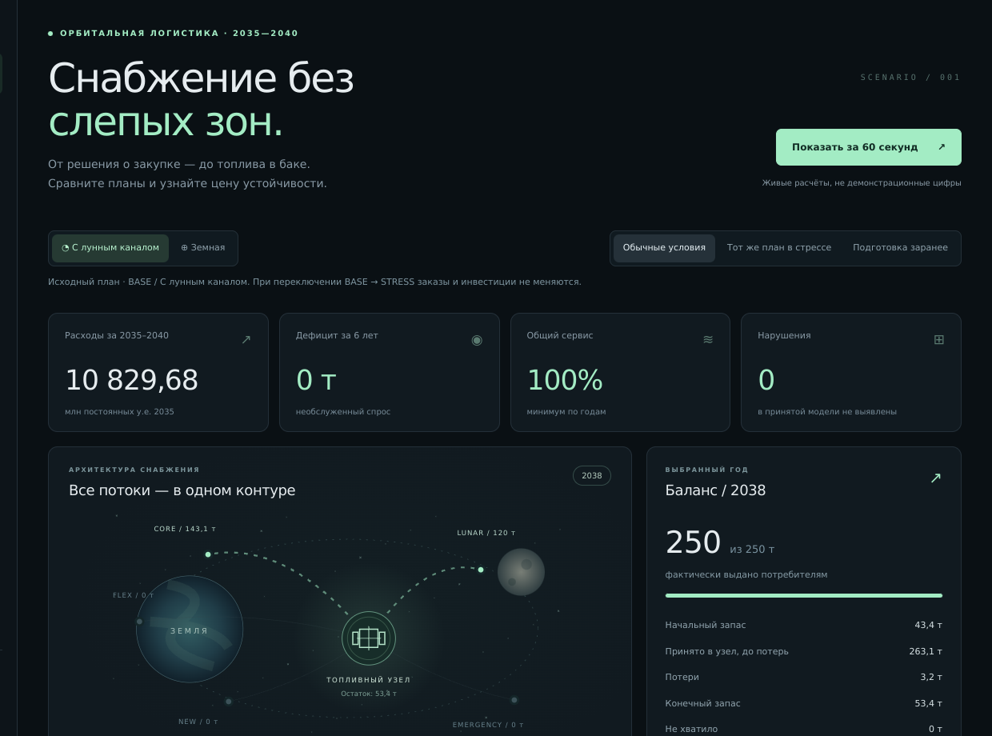 ОРБИТАЛЬНАЯ ЛОГИСТИКА · 2035—2040
Снабжение без
слепых зон.
От решения о закупке — до топлива в баке.
Сравните планы и узнайте цену устойчивости.
SCENARIO / 001
Показать за 60 секунд ↗
Живые расчёты, не демонстрационные цифры
С лунным каналом
⊕ Земная
Обычные условия
Тот же план в стрессе
Подготовка заранее
Исходный план · BASE / С лунным каналом. При переключении BASE → STRESS заказы и инвестиции не меняются.
Расходы за 2035–2040 ↗
10 829,68
млн постоянных у.е. 2035
Дефицит за 6 лет
0 т
необслуженный спрос
Общий сервис
100%
минимум по годам
Нарушения
0
в принятой модели не выявлены
АРХИТЕКТУРА СНАБЖЕНИЯ
Все потоки — в одном контуре
2038
CORE / 143,1 т
LUNAR / 120 т
FLEX / 0 т
ЗЕМЛЯ
ТОПЛИВНЫЙ УЗЕЛ
Остаток: 53,4 т
NEW / 0 т
EMERGENCY / 0 т
ВЫБРАННЫЙ ГОД
Баланс / 2038 ↗
250 из 250 т
фактически выдано потребителям
Начальный запас 43,4 т
Принято в узел, до потерь 263,1 т
Потери 3,2 т
Конечный запас 53,4 т
Не хватило 0 т